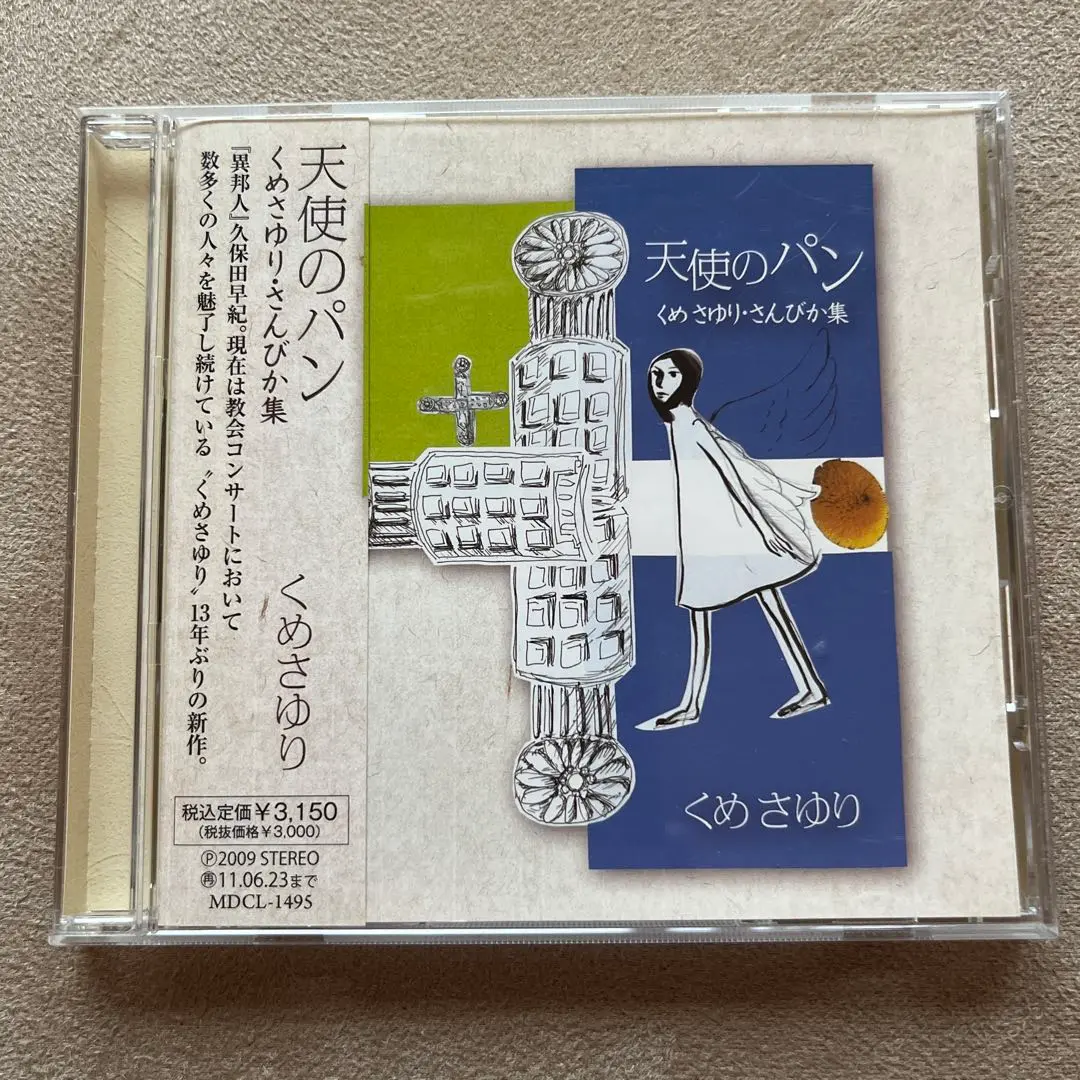 天使のパン
くめさゆり・さんびか集
くめさゆり
『異邦人』久保田早紀。現在は教会コンサートにおいて
数多くの人々を魅了し続けている〝くめさゆり〟13年ぶりの新作。
税込定価¥3,150
(税抜価格¥3,000)
Ⓟ2009 STEREO
㊢11.06.23まで
MDCL-1495
天使のパン
くめ さゆり・さんびか集
くめ さゆり